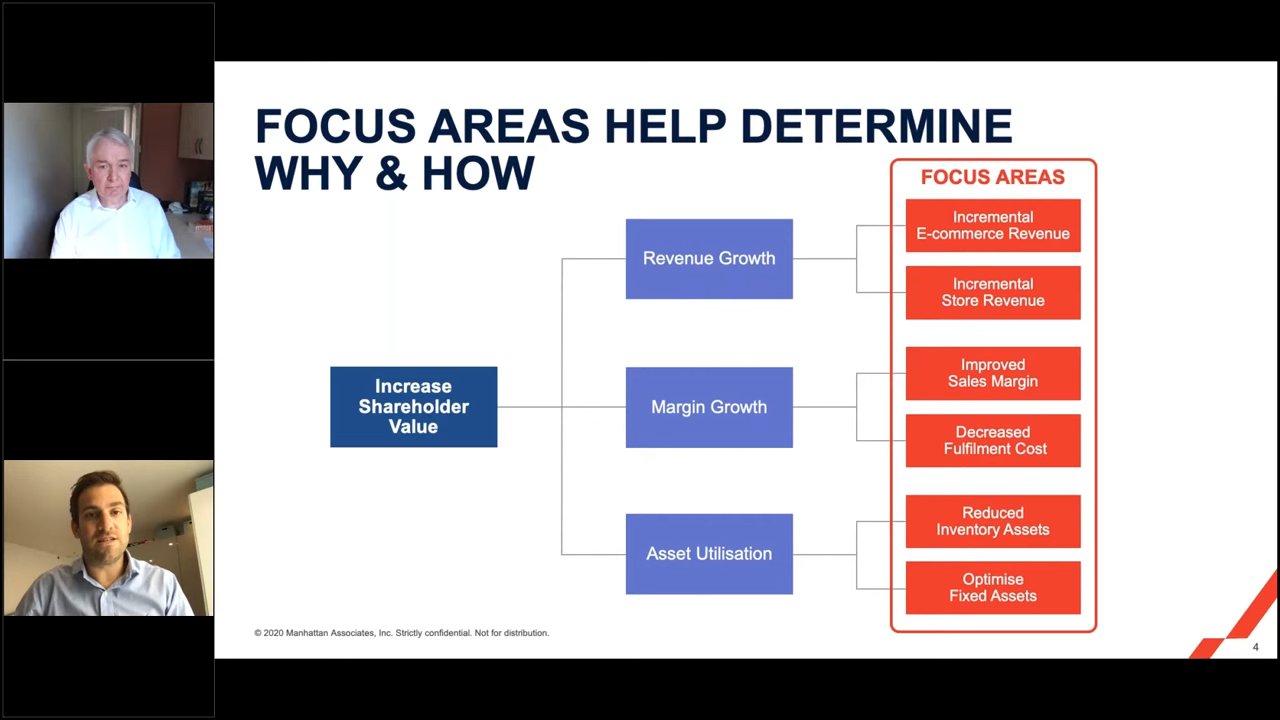 FOCUS AREAS HELP DETERMINE
WHY & HOW
FOCUS AREAS
Incremental
E-commerce Revenue
Incremental
Store Revenue
Revenue Growth
Improved
Sales Margin
Decreased
Fulfilment Cost
Increase
Shareholder
Value
Margin Growth
Reduced
Inventory Assets
Optimise
Fixed Assets
Asset Utilisation
© 2020 Manhattan Associates, Inc. Strictly confidential. Not for distribution.
4